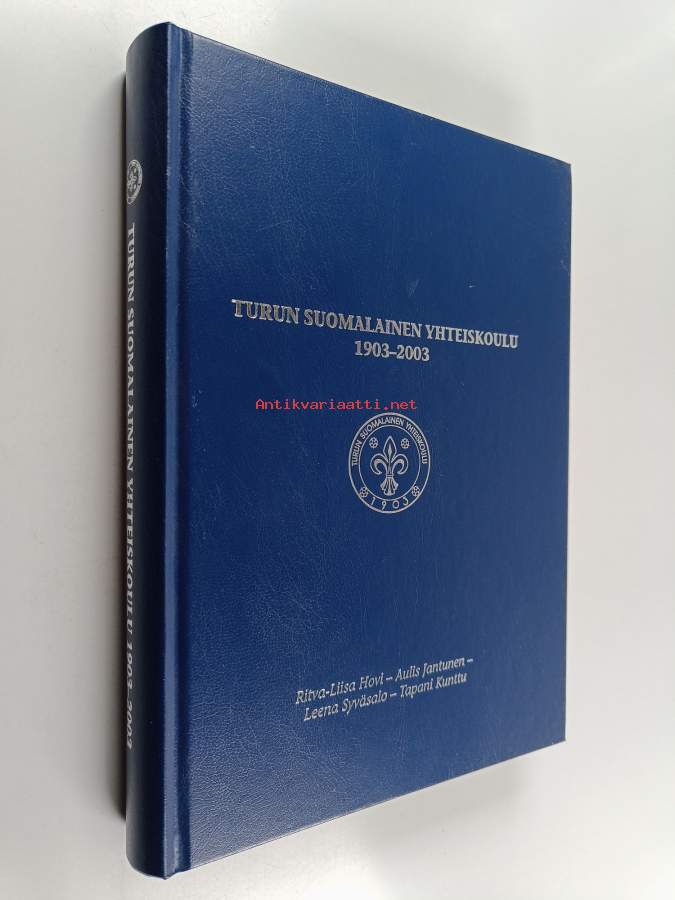 TURUN SUOMALAINEN YHTEISKOULU 1903-2003
TURUN SUOMALAINEN YHTEISKOULU
1903–2003
Antikvariaatti.net
TURUN SUOMALAINEN YHTEISKOULU
1903
Ritva-Liisa Hovi – Aulis Jantunen –
Leena Syväsalo – Tapani Kunttu